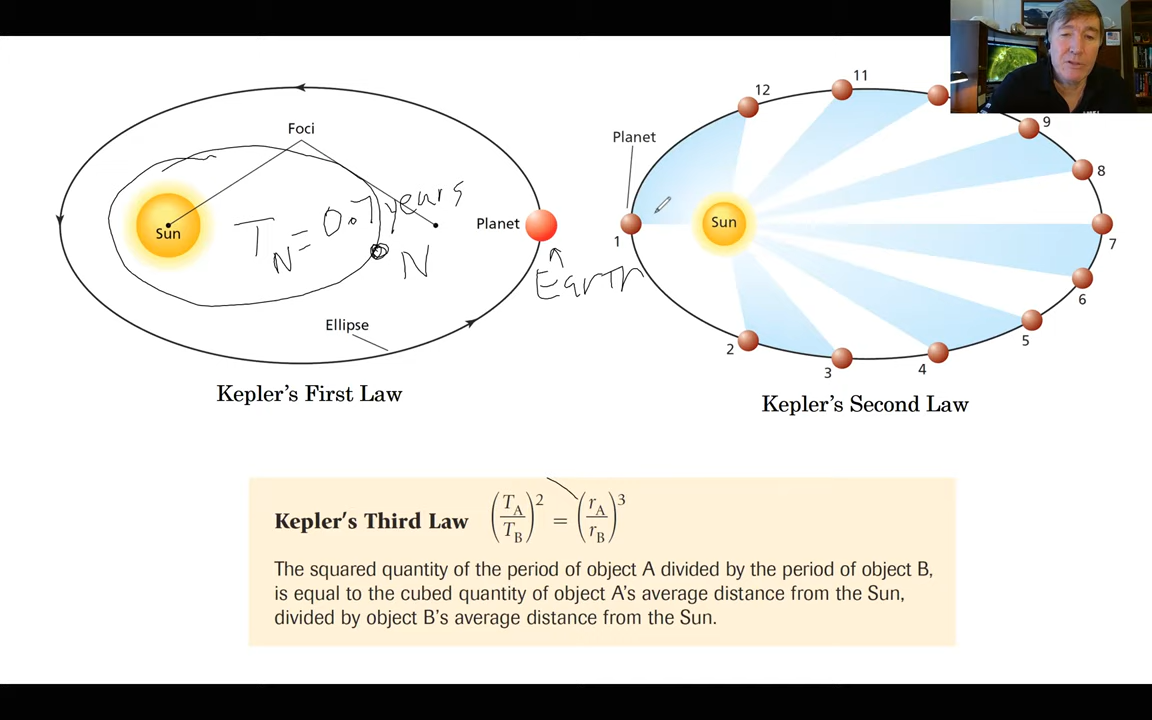 Foci
Sun
T_N = 0.7 years
N
Planet
Earth
Ellipse
Kepler's First Law
Planet
Sun
1
2
3
4
5
6
7
8
9
11
12
Kepler's Second Law
Kepler's Third Law (T_A/T_B)^2 = (r_A/r_B)^3
The squared quantity of the period of object A divided by the period of object B,
is equal to the cubed quantity of object A's average distance from the Sun,
divided by object B's average distance from the Sun.